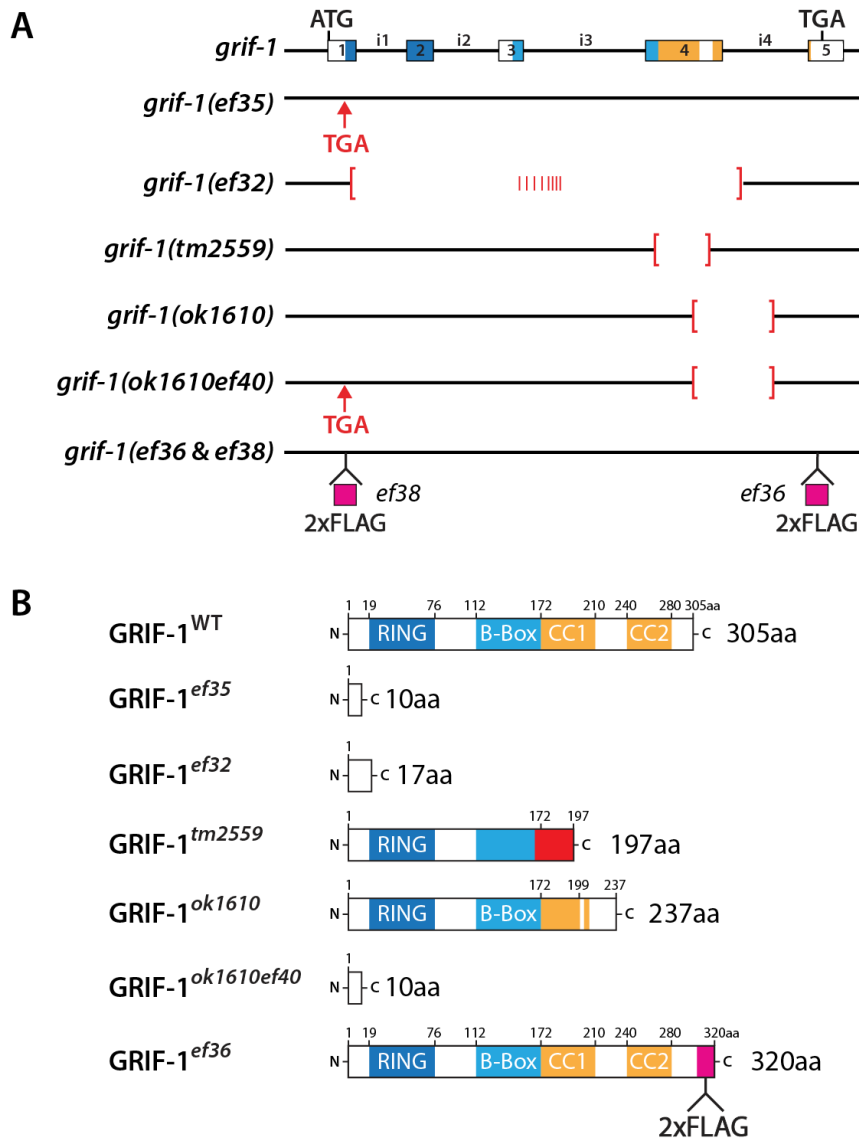 A
ATG
TGA
grif-1
1 i1 2 i2 3 i3 4 i4 5
grif-1(ef35)
TGA
grif-1(ef32)
grif-1(tm2559)
grif-1(ok1610)
grif-1(ok1610ef40)
TGA
grif-1(ef36 & ef38)
ef38
ef36
2xFLAG
2xFLAG
B
1 19 76 112 172 210 240 280 305aa
GRIF-1WT N RING B-Box CC1 CC2 C 305aa
1
GRIF-1ef35 N C 10aa
1
GRIF-1ef32 N C 17aa
1 172 197
GRIF-1tm2559 N RING C 197aa
1 172 199 237
GRIF-1ok1610 N RING B-Box C 237aa
1
GRIF-1ok1610ef40 N C 10aa
1 19 76 112 172 210 240 280 320aa
GRIF-1ef36 N RING B-Box CC1 CC2 C 320aa
2xFLAG